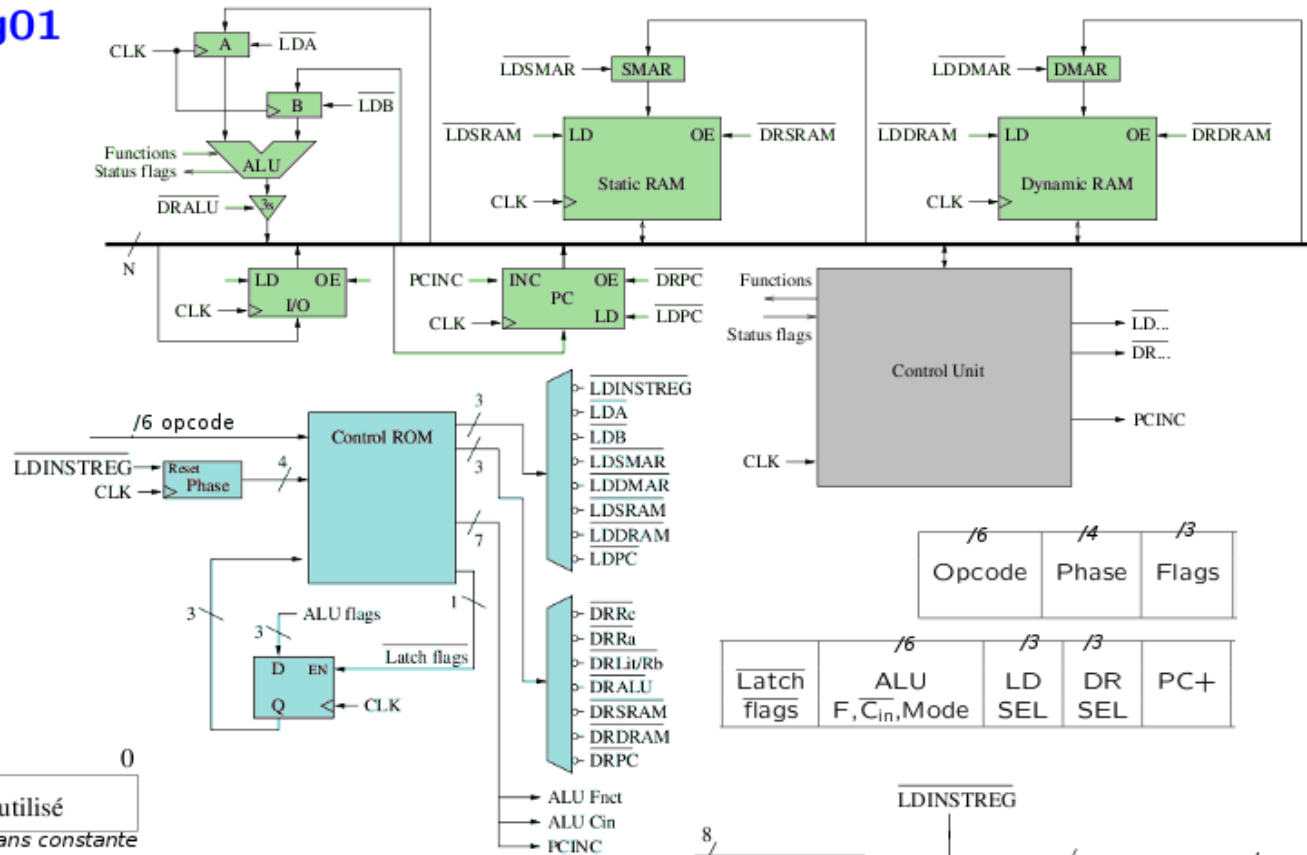 g01
CLK
A
LDA
B
LDB
Functions
Status flags
ALU
DRALU
3s
LDSMAR
SMAR
LDSRAM
LD
OE
DRSRAM
Static RAM
CLK
LDDMAR
DMAR
LDDRAM
LD
OE
DRDRAM
Dynamic RAM
CLK
N
LD
OE
I/O
CLK
PCINC
INC
OE
DRPC
PC
LD
LDPC
CLK
Functions
Status flags
Control Unit
LD...
DR...
PCINC
CLK
/6 opcode
Control ROM
LDINSTREG
Reset
Phase
CLK
4
3
3
7
1
3
ALU flags
3
Latch flags
D
EN
Q
CLK
LDINSTREG
LDA
LDB
LDSMAR
LDDMAR
LDSRAM
LDDRAM
LDPC
DRRc
DRRa
DRLit/Rb
DRALU
DRSRAM
DRDRAM
DRPC
ALU Fnct
ALU Cin
PCINC
/6 /4 /3
Opcode Phase Flags
/6 /3 /3
Latch ALU LD DR PC+
flags F,Cin,Mode SEL SEL
0
utilisé
ans constante
LDINSTREG
8